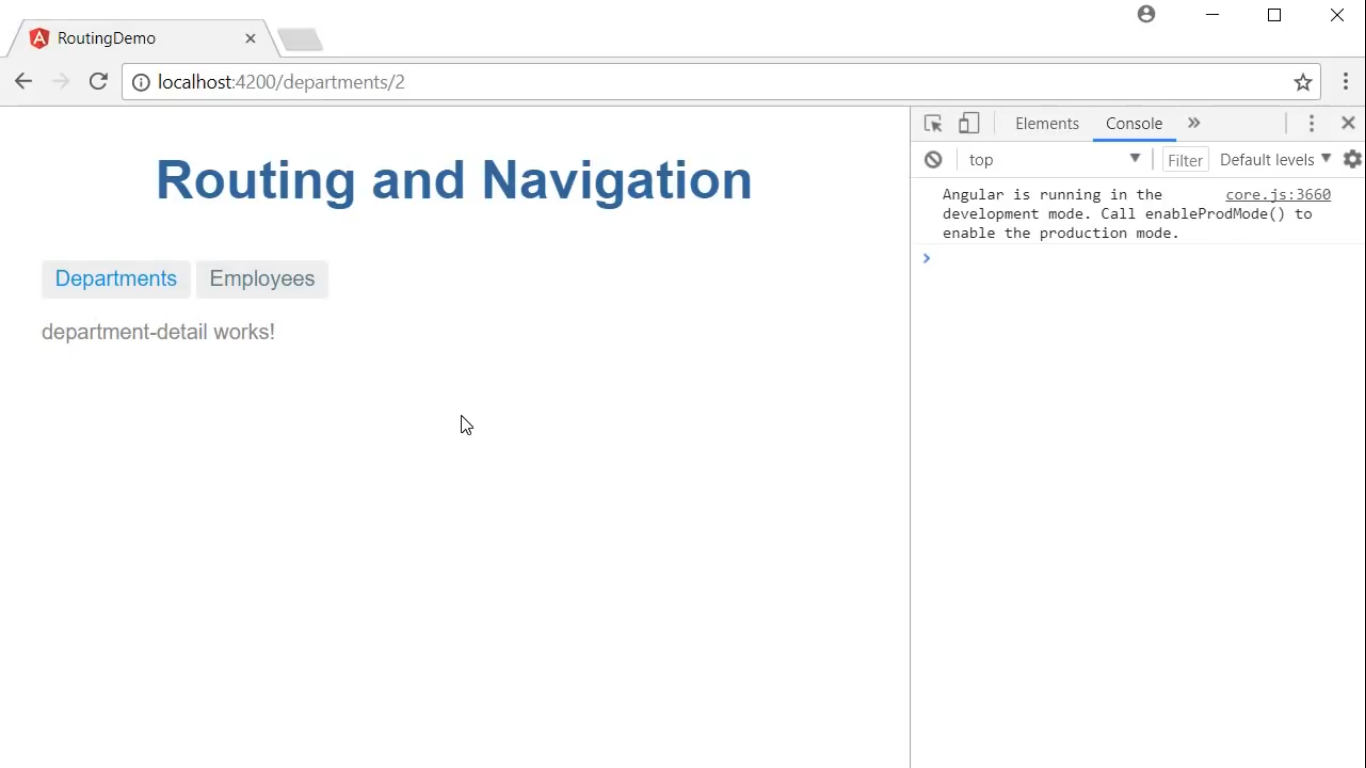 RoutingDemo
localhost:4200/departments/2
Elements Console
top Filter Default levels
Routing and Navigation
Angular is running in the core.js:3660
development mode. Call enableProdMode() to
enable the production mode.
Departments Employees
department-detail works!